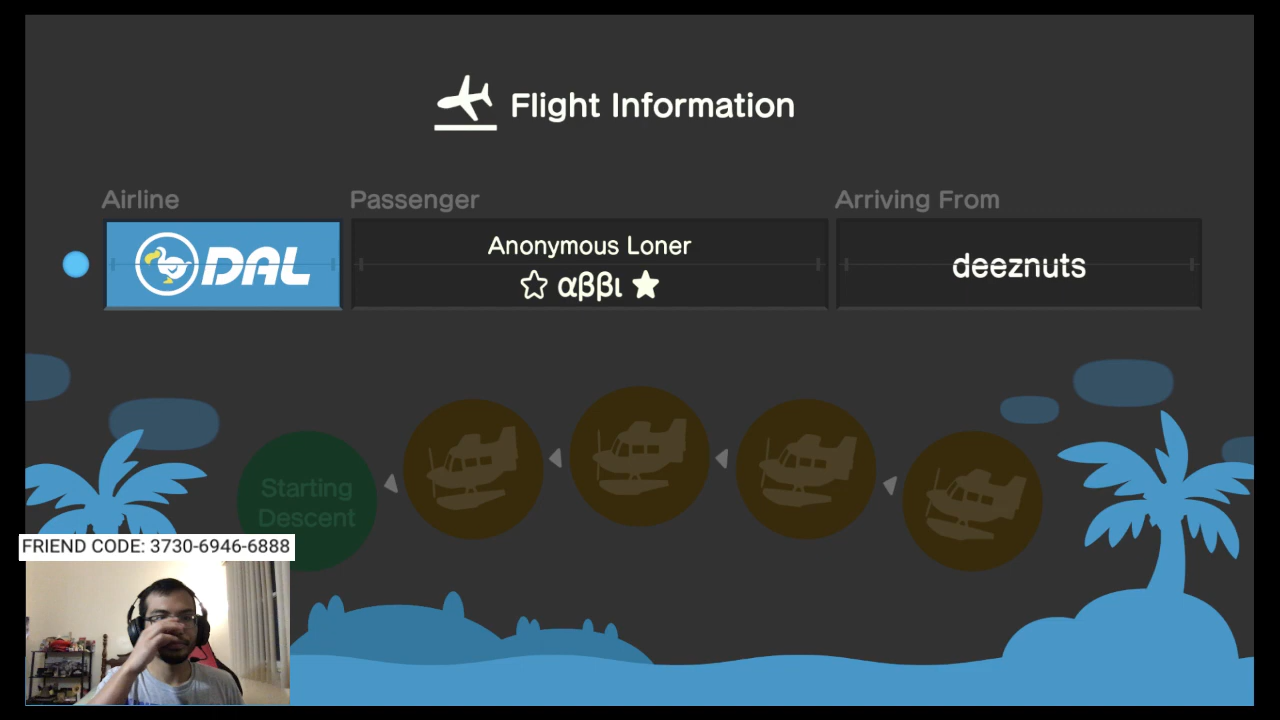 Flight Information
Airline
Passenger
Arriving From
DAL
Anonymous Loner
☆ αββι ★
deeznuts
Starting
Descent
FRIEND CODE: 3730-6946-6888